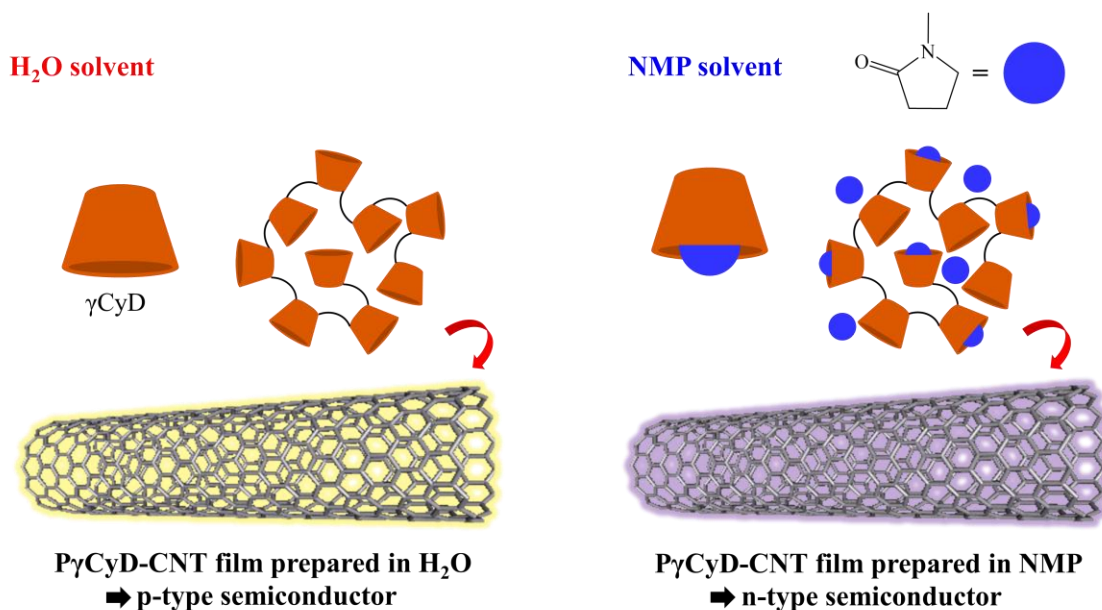 H₂O solvent
NMP solvent
O
N
=
γCyD
PγCyD-CNT film prepared in H₂O
➡ p-type semiconductor
PγCyD-CNT film prepared in NMP
➡ n-type semiconductor